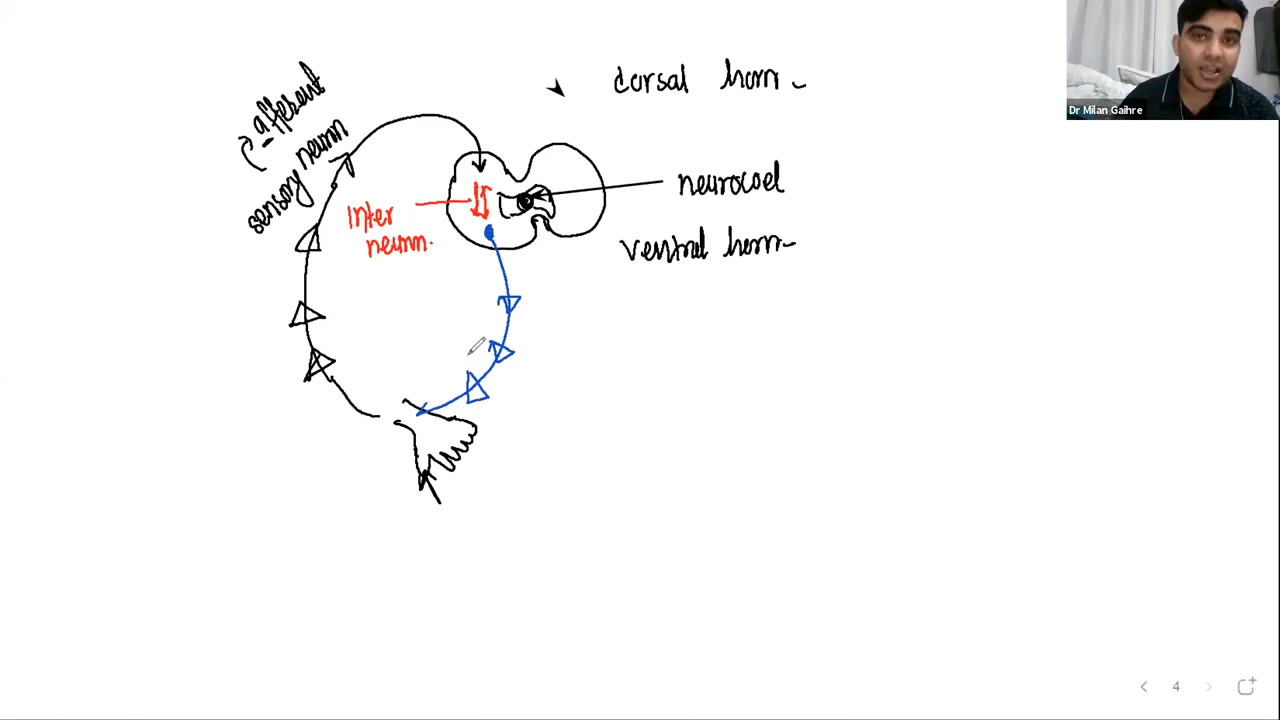 Dr Milan Gaihre
dorsal horn
afferent
sensory neuron
neurocoel
Inter
neuron.
ventral horn
4